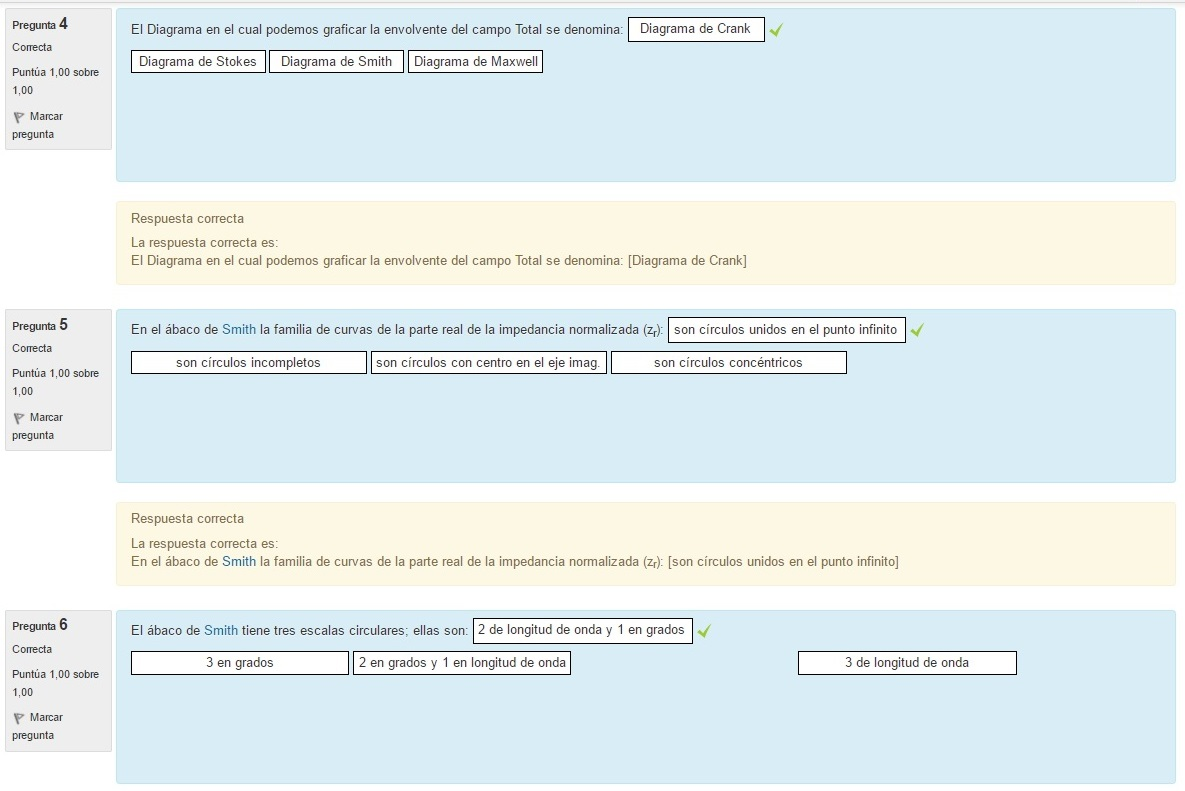 Pregunta 4
Correcta
Puntúa 1,00 sobre
1,00
Marcar
pregunta
El Diagrama en el cual podemos graficar la envolvente del campo Total se denomina: Diagrama de Crank
Diagrama de Stokes Diagrama de Smith Diagrama de Maxwell
Respuesta correcta
La respuesta correcta es:
El Diagrama en el cual podemos graficar la envolvente del campo Total se denomina: [Diagrama de Crank]
Pregunta 5
Correcta
Puntúa 1,00 sobre
1,00
Marcar
pregunta
En el ábaco de Smith la familia de curvas de la parte real de la impedancia normalizada (zr): son círculos unidos en el punto infinito
son círculos incompletos son círculos con centro en el eje imag. son círculos concéntricos
Respuesta correcta
La respuesta correcta es:
En el ábaco de Smith la familia de curvas de la parte real de la impedancia normalizada (zr): [son círculos unidos en el punto infinito]
Pregunta 6
Correcta
Puntúa 1,00 sobre
1,00
Marcar
pregunta
El ábaco de Smith tiene tres escalas circulares; ellas son: 2 de longitud de onda y 1 en grados
3 en grados 2 en grados y 1 en longitud de onda 3 de longitud de onda